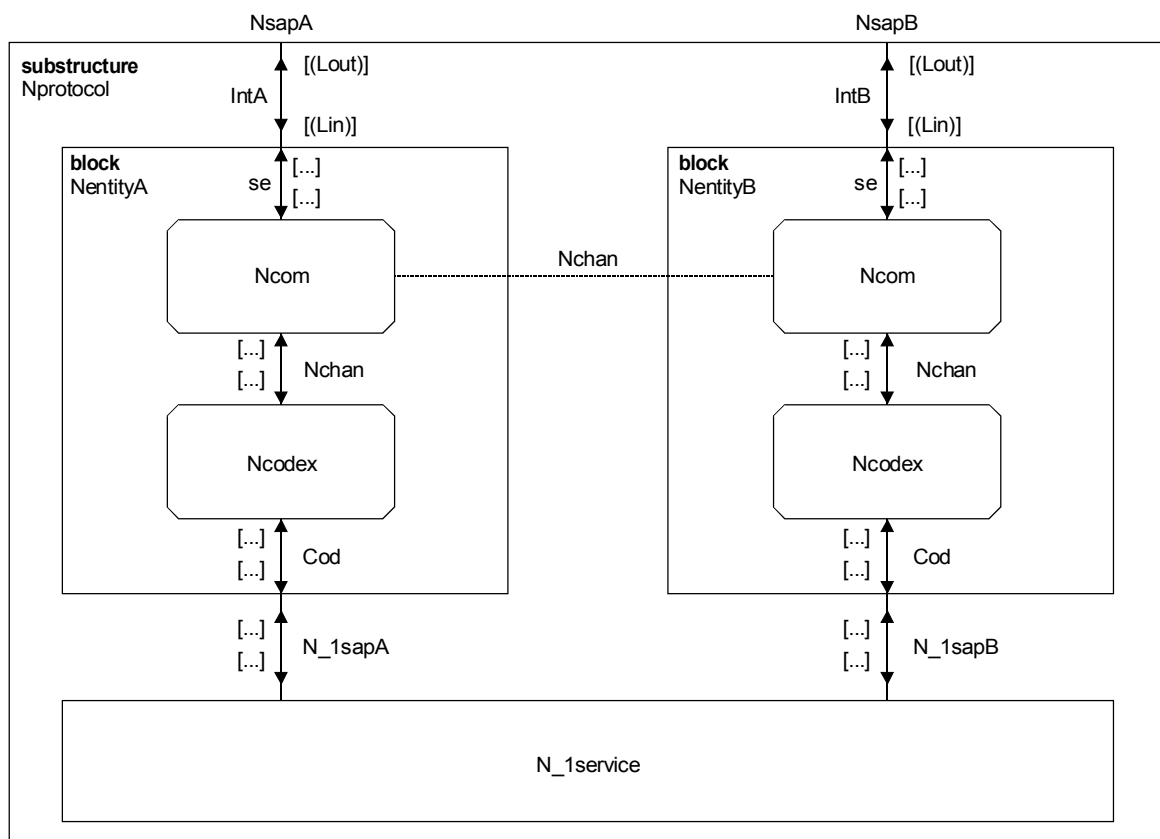 NsapA NsapB
substructure
Nprotocol
[(Lout)] [(Lout)]
IntA IntB
[(Lin)] [(Lin)]
block block
NentityA NentityB
[...] [...]
se se
[...] [...]
Nchan
Ncom Ncom
[...] [...]
Nchan Nchan
[...] [...]
Ncodex Ncodex
[...] [...]
Cod Cod
[...] [...]
[...] [...]
N_1sapA N_1sapB
[...] [...]
N_1service